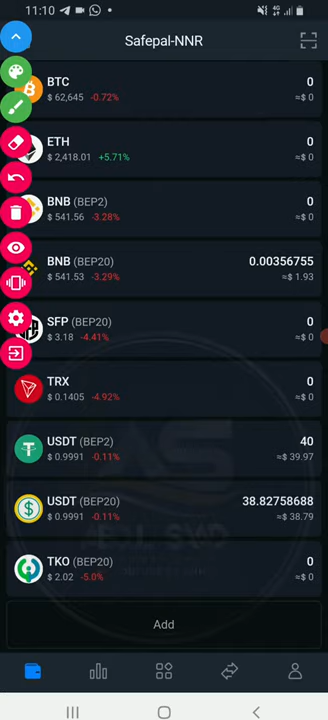 11:10
4G
Safepal-NNR
BTC 0
$ 62,645 -0.72% ≈$ 0
ETH 0
$ 2,418.01 +5.71% ≈$ 0
BNB (BEP2) 0
$ 541.56 -3.28% ≈$ 0
BNB (BEP20) 0.00356755
$ 541.53 -3.29% ≈$ 1.93
SFP (BEP20) 0
$ 3.18 -4.41% ≈$ 0
TRX 0
$ 0.1405 -4.92% ≈$ 0
USDT (BEP2) 40
$ 0.9991 -0.11% ≈$ 39.97
USDT (BEP20) 38.82758688
$ 0.9991 -0.11% ≈$ 38.79
TKO (BEP20) 0
$ 2.02 -5.0% ≈$ 0
Add